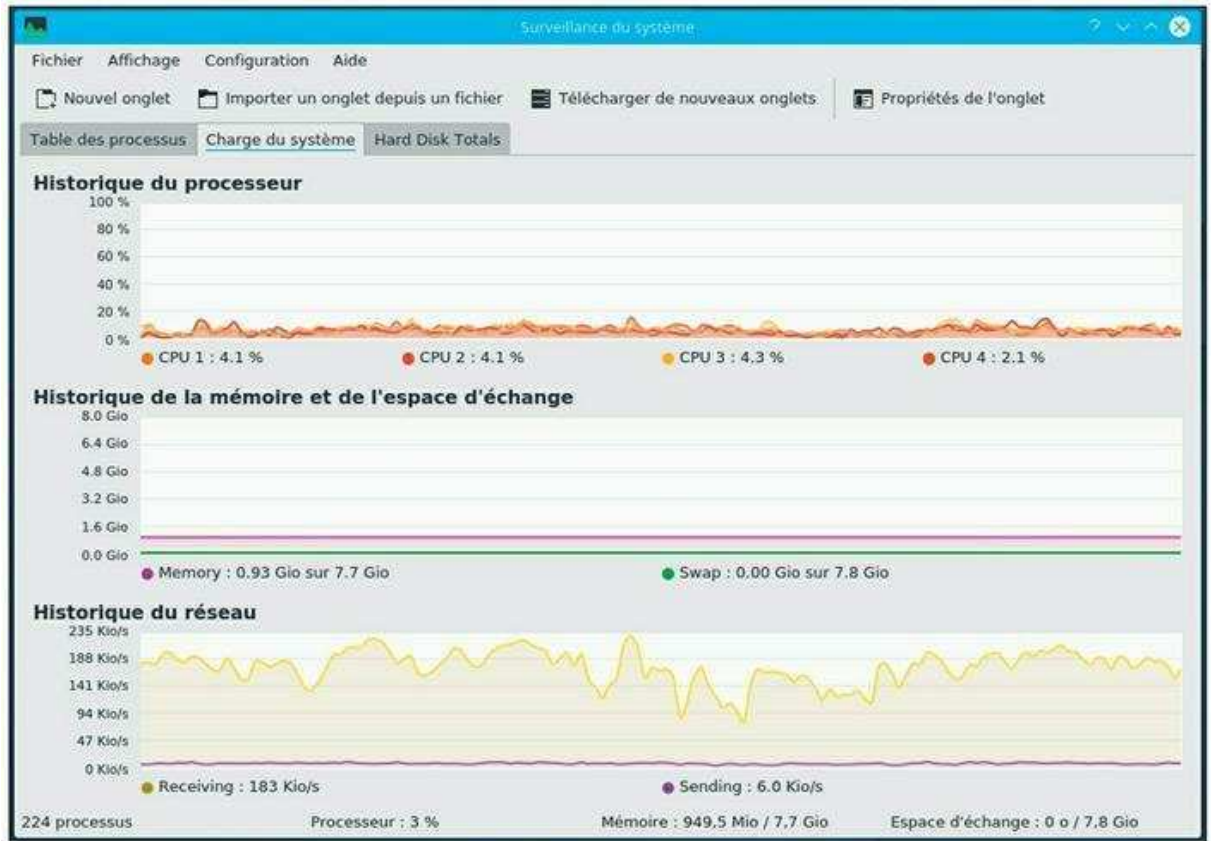 Surveillance du système
Fichier Affichage Configuration Aide
Nouvel onglet Importer un onglet depuis un fichier Télécharger de nouveaux onglets Propriétés de l'onglet
Table des processus Charge du système Hard Disk Totals
Historique du processeur
100 %
80 %
60 %
40 %
20 %
0 %
CPU 1 : 4.1 % CPU 2 : 4.1 % CPU 3 : 4.3 % CPU 4 : 2.1 %
Historique de la mémoire et de l'espace d'échange
8.0 Gio
6.4 Gio
4.8 Gio
3.2 Gio
1.6 Gio
0.0 Gio
Memory : 0.93 Gio sur 7.7 Gio Swap : 0.00 Gio sur 7.8 Gio
Historique du réseau
235 Kio/s
188 Kio/s
141 Kio/s
94 Kio/s
47 Kio/s
0 Kio/s
Receiving : 183 Kio/s Sending : 6.0 Kio/s
224 processus Processeur : 3 % Mémoire : 949,5 Mio / 7,7 Gio Espace d'échange : 0 o / 7,8 Gio